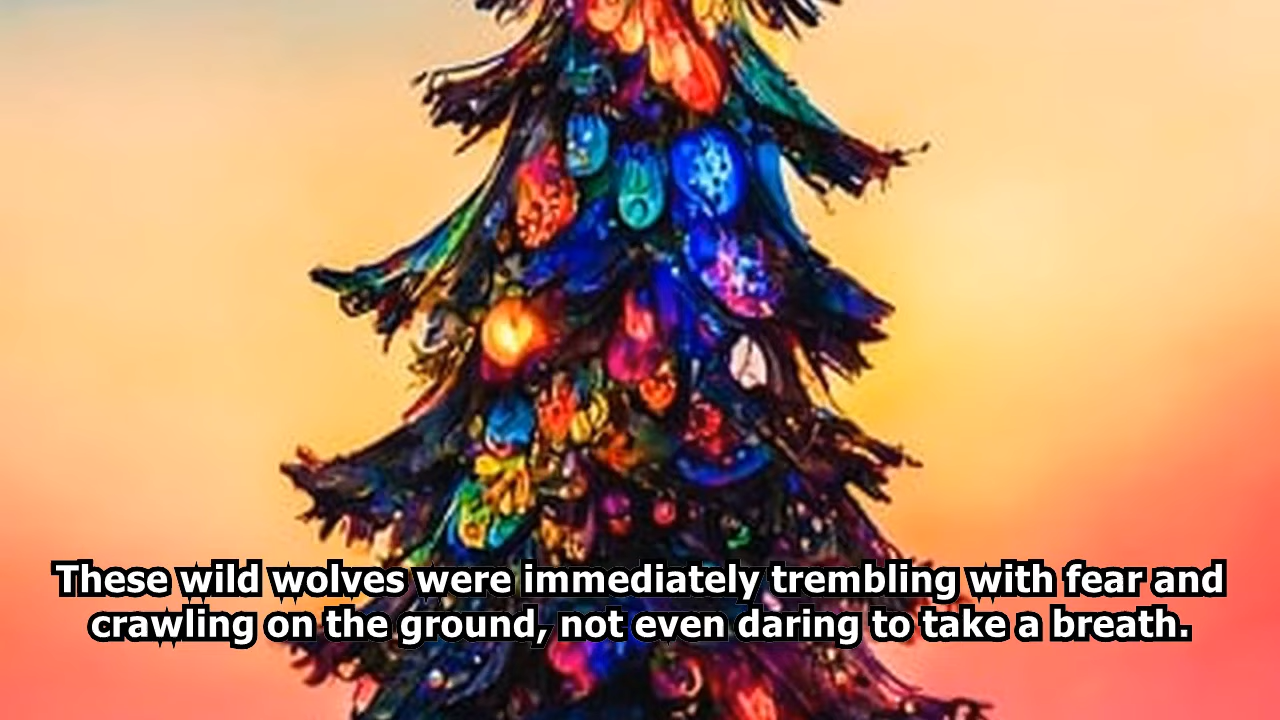 These wild wolves were immediately trembling with fear and
crawling on the ground, not even daring to take a breath.